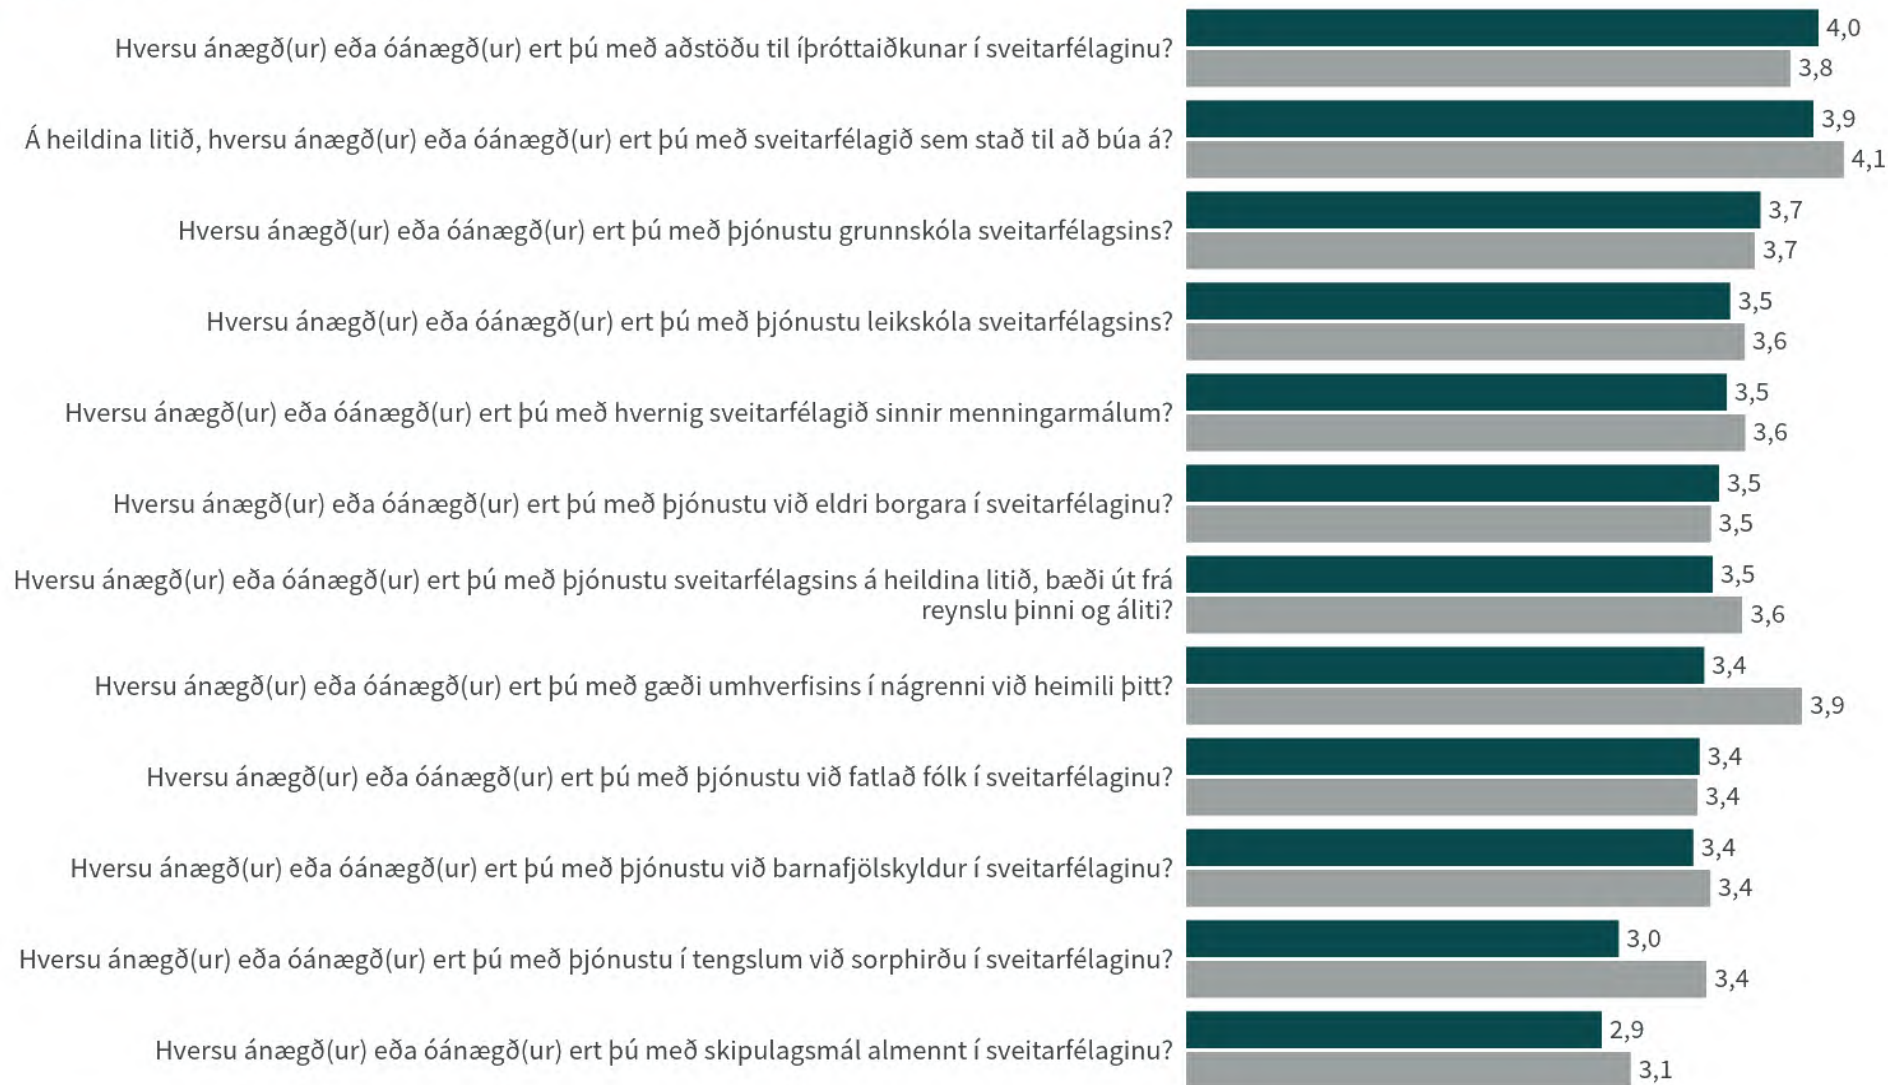 Hversu ánægð(ur) eða óánægð(ur) ert þú með aðstöðu til íþróttaiðkunar í sveitarfélaginu?
4,0
3,8
Á heildina litið, hversu ánægð(ur) eða óánægð(ur) ert þú með sveitarfélagið sem stað til að búa á?
3,9
4,1
Hversu ánægð(ur) eða óánægð(ur) ert þú með þjónustu grunnskóla sveitarfélagsins?
3,7
3,7
Hversu ánægð(ur) eða óánægð(ur) ert þú með þjónustu leikskóla sveitarfélagsins?
3,5
3,6
Hversu ánægð(ur) eða óánægð(ur) ert þú með hvernig sveitarfélagið sinnir menningarmálum?
3,5
3,6
Hversu ánægð(ur) eða óánægð(ur) ert þú með þjónustu við eldri borgara í sveitarfélaginu?
3,5
3,5
Hversu ánægð(ur) eða óánægð(ur) ert þú með þjónustu sveitarfélagsins á heildina litið, bæði út frá
reynslu þinni og áliti?
3,5
3,6
Hversu ánægð(ur) eða óánægð(ur) ert þú með gæði umhverfisins í nágrenni við heimili þitt?
3,4
3,9
Hversu ánægð(ur) eða óánægð(ur) ert þú með þjónustu við fatlað fólk í sveitarfélaginu?
3,4
3,4
Hversu ánægð(ur) eða óánægð(ur) ert þú með þjónustu við barnafjölskyldur í sveitarfélaginu?
3,4
3,4
Hversu ánægð(ur) eða óánægð(ur) ert þú með þjónustu í tengslum við sorphirðu í sveitarfélaginu?
3,0
3,4
Hversu ánægð(ur) eða óánægð(ur) ert þú með skipulagsmál almennt í sveitarfélaginu?
2,9
3,1